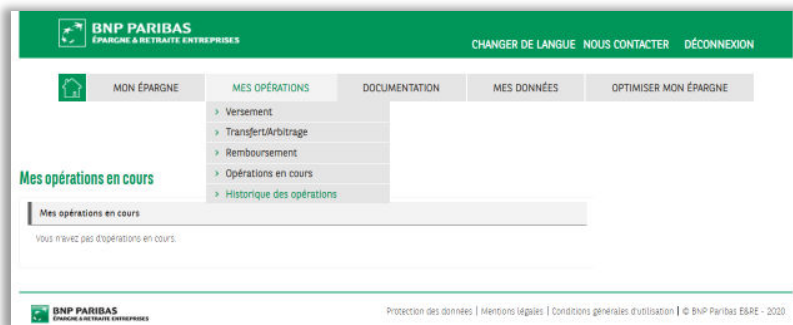 BNP PARIBAS
ÉPARGNE & RETRAITE ENTREPRISES
CHANGER DE LANGUE NOUS CONTACTER DÉCONNEXION
MON ÉPARGNE MES OPÉRATIONS DOCUMENTATION MES DONNÉES OPTIMISER MON ÉPARGNE
> Versement
> Transfert/Arbitrage
> Remboursement
> Opérations en cours
> Historique des opérations
Mes opérations en cours
Mes opérations en cours
Vous n'avez pas d'opérations en cours.
BNP PARIBAS
ÉPARGNE & RETRAITE ENTREPRISES
Protection des données | Mentions légales | Conditions générales d'utilisation | © BNP Paribas E&RE - 2020